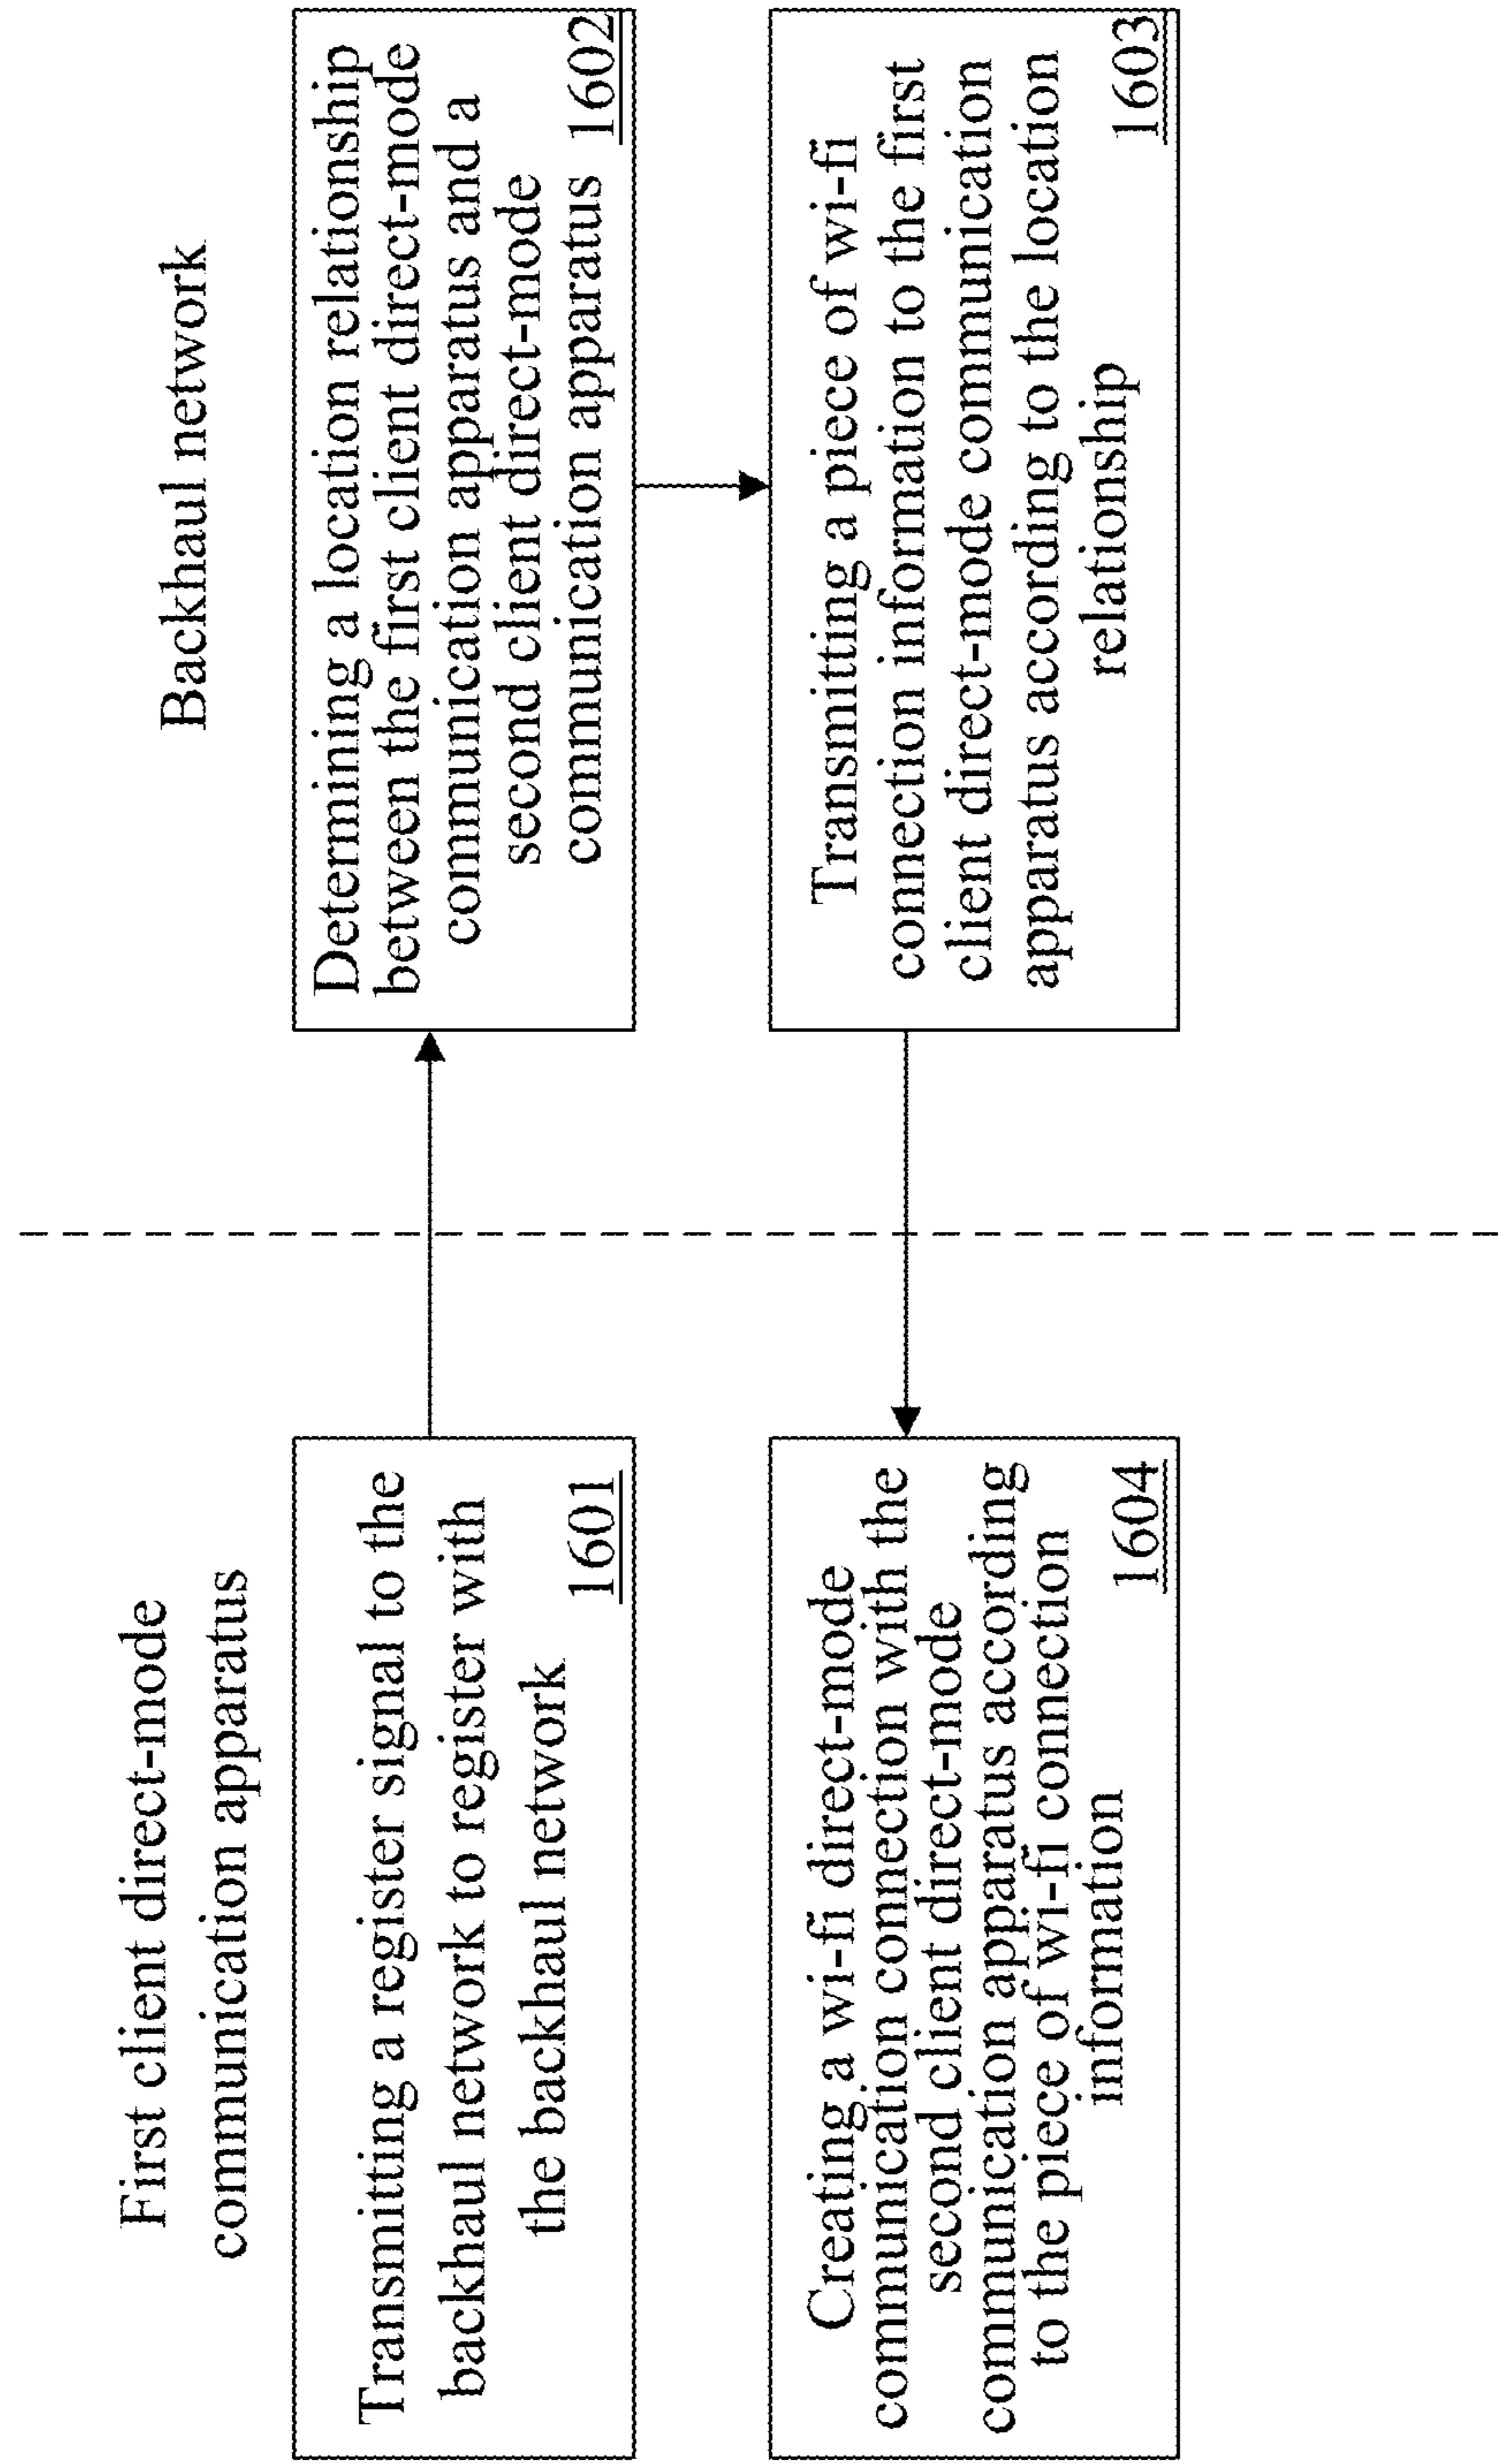 First client direct-mode
communication apparatus
Backhaul network
Transmitting a register signal to the
backhaul network to register with
the backhaul network
1601
Determining a location relationship
between the first client direct-mode
communication apparatus and a
second client direct-mode
communication apparatus
1602
Transmitting a piece of wi-fi
connection information to the first
client direct-mode communication
apparatus according to the location
relationship
1603
Creating a wi-fi direct-mode
communication connection with the
second client direct-mode
communication apparatus according
to the piece of wi-fi connection
information
1604